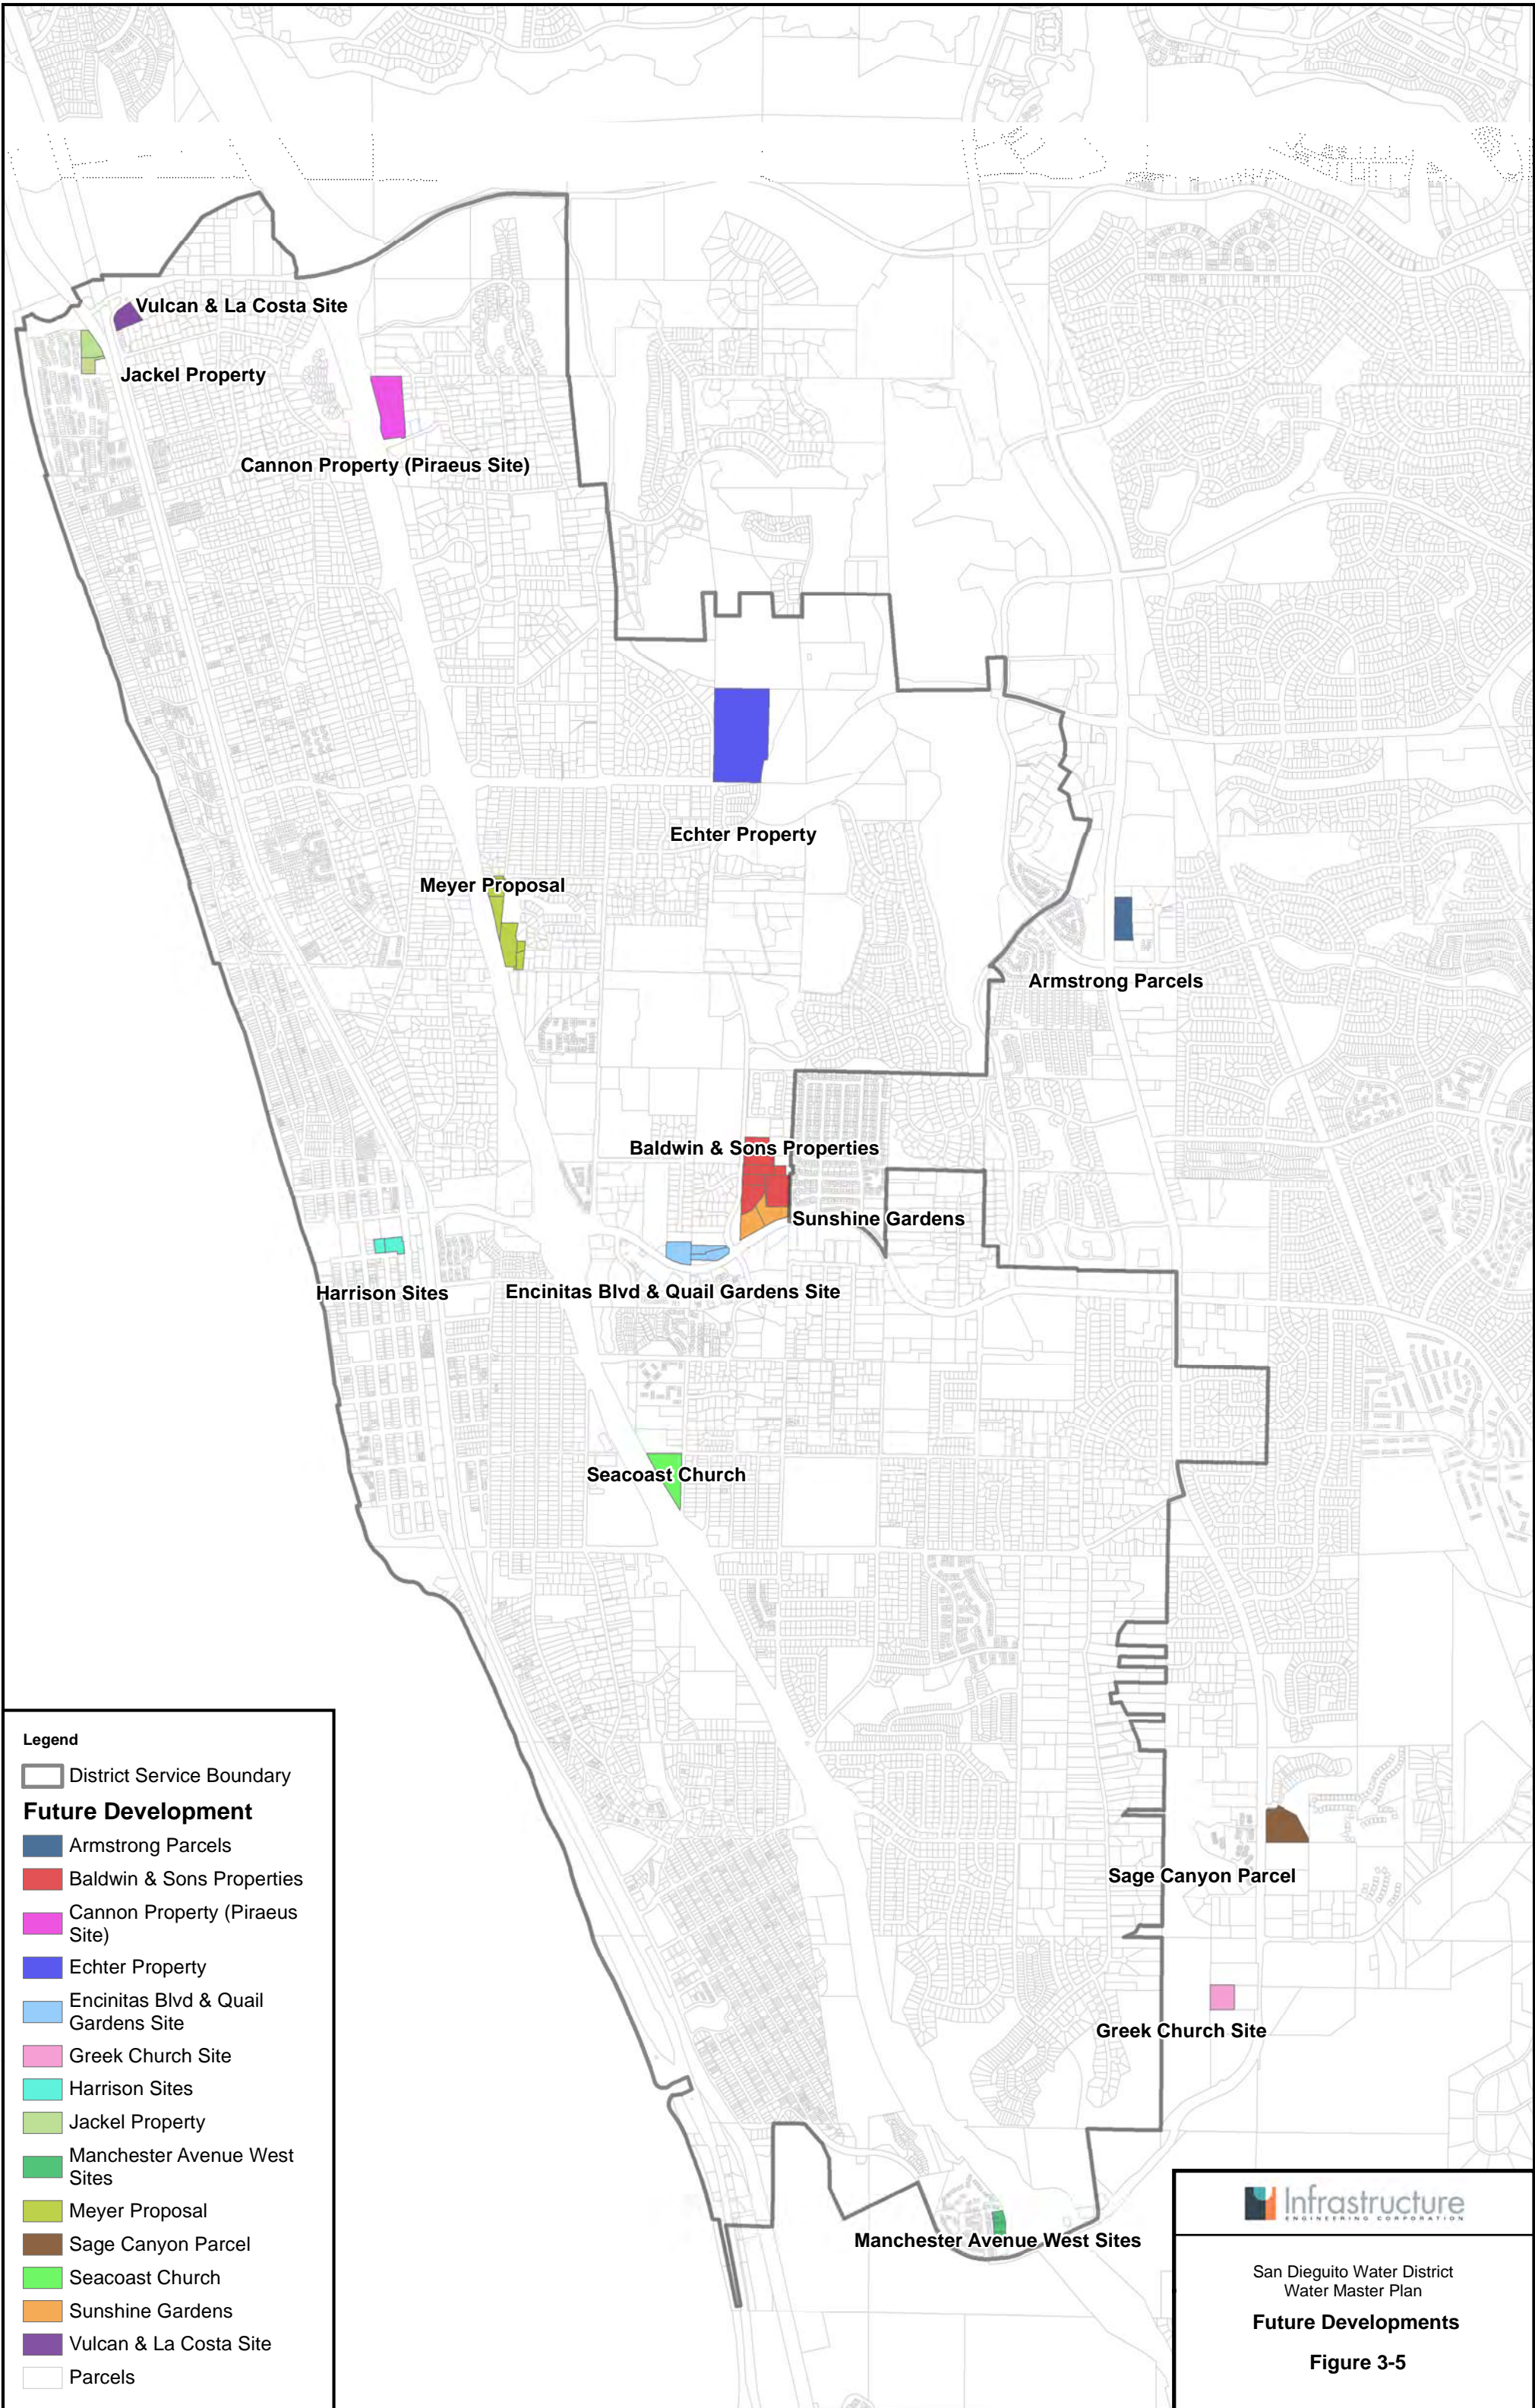 Vulcan & La Costa Site
Jackel Property
Cannon Property (Piraeus Site)
Echter Property
Meyer Proposal
Armstrong Parcels
Baldwin & Sons Properties
Sunshine Gardens
Harrison Sites
Encinitas Blvd & Quail Gardens Site
Seacoast Church
Sage Canyon Parcel
Greek Church Site
Manchester Avenue West Sites
Legend
District Service Boundary
Future Development
Armstrong Parcels
Baldwin & Sons Properties
Cannon Property (Piraeus
Site)
Echter Property
Encinitas Blvd & Quail
Gardens Site
Greek Church Site
Harrison Sites
Jackel Property
Manchester Avenue West
Sites
Meyer Proposal
Sage Canyon Parcel
Seacoast Church
Sunshine Gardens
Vulcan & La Costa Site
Parcels
Infrastructure
ENGINEERING CORPORATION
San Dieguito Water District
Water Master Plan
Future Developments
Figure 3-5